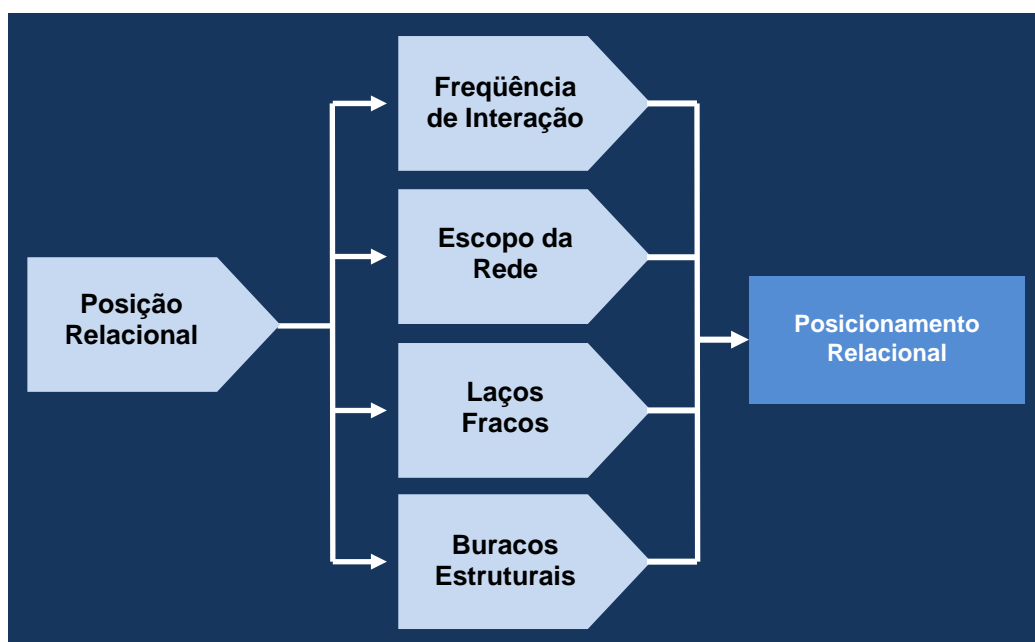 Posição
Relacional
Freqüência
de Interação
Escopo da
Rede
Laços
Fracos
Buracos
Estruturais
Posicionamento
Relacional